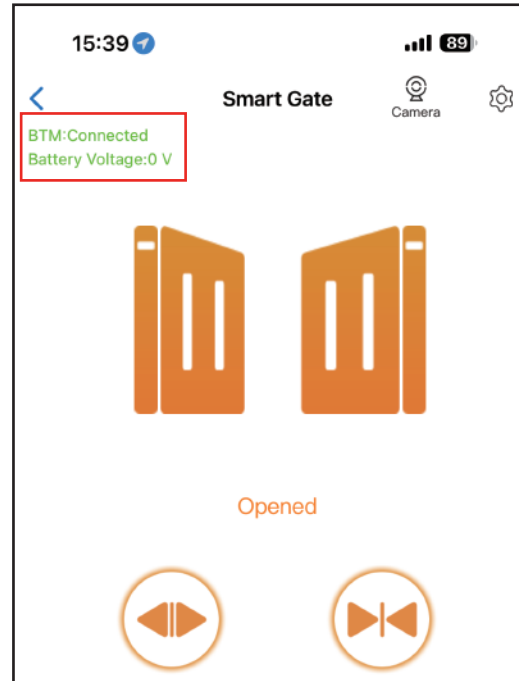 15:39
89
Smart Gate
Camera
BTM:Connected
Battery Voltage:0 V
Opened